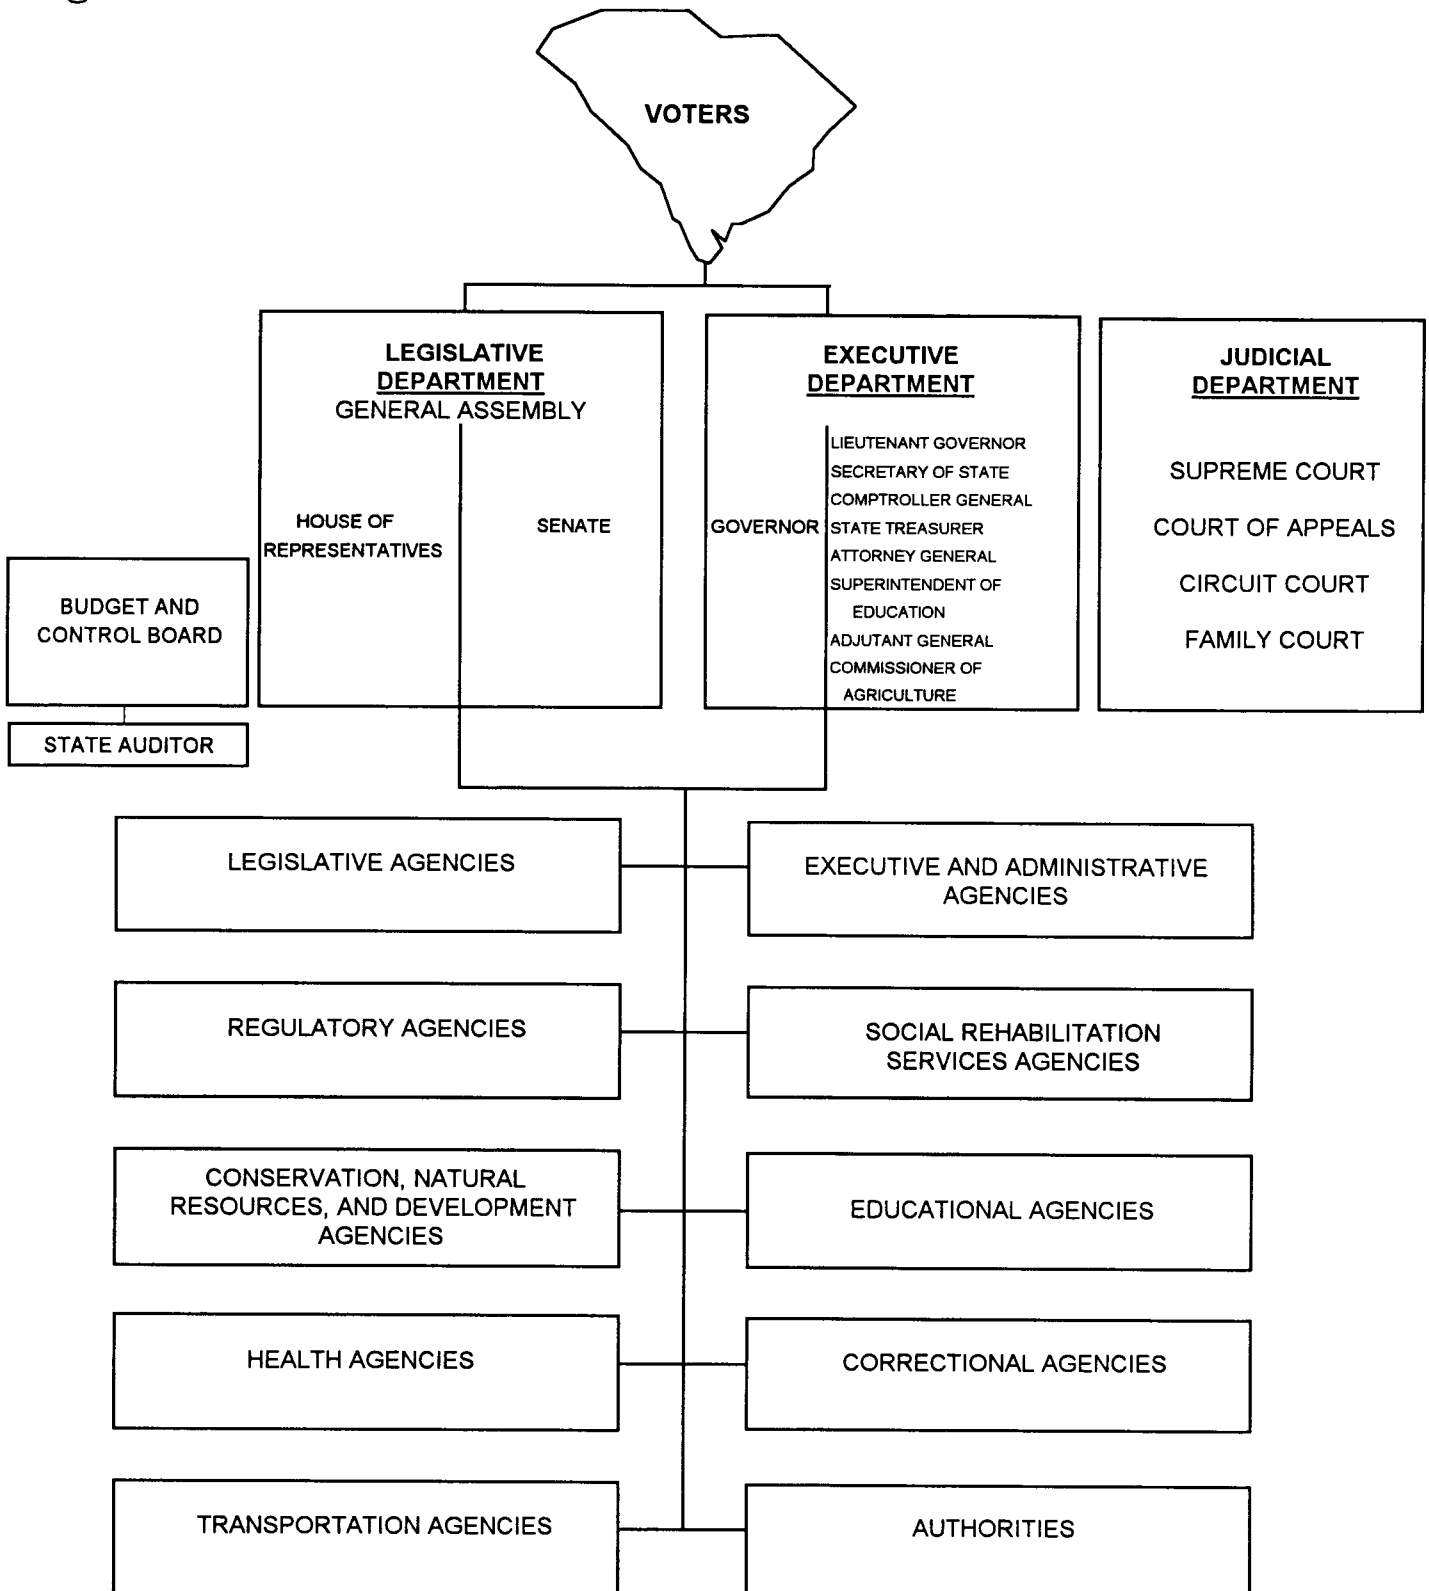 VOTERS
LEGISLATIVE
DEPARTMENT
GENERAL ASSEMBLY
HOUSE OF
REPRESENTATIVES
SENATE
EXECUTIVE
DEPARTMENT
GOVERNOR
LIEUTENANT GOVERNOR
SECRETARY OF STATE
COMPTROLLER GENERAL
STATE TREASURER
ATTORNEY GENERAL
SUPERINTENDENT OF
EDUCATION
ADJUTANT GENERAL
COMMISSIONER OF
AGRICULTURE
JUDICIAL
DEPARTMENT
SUPREME COURT
COURT OF APPEALS
CIRCUIT COURT
FAMILY COURT
BUDGET AND
CONTROL BOARD
STATE AUDITOR
LEGISLATIVE AGENCIES
EXECUTIVE AND ADMINISTRATIVE
AGENCIES
REGULATORY AGENCIES
SOCIAL REHABILITATION
SERVICES AGENCIES
CONSERVATION, NATURAL
RESOURCES, AND DEVELOPMENT
AGENCIES
EDUCATIONAL AGENCIES
HEALTH AGENCIES
CORRECTIONAL AGENCIES
TRANSPORTATION AGENCIES
AUTHORITIES